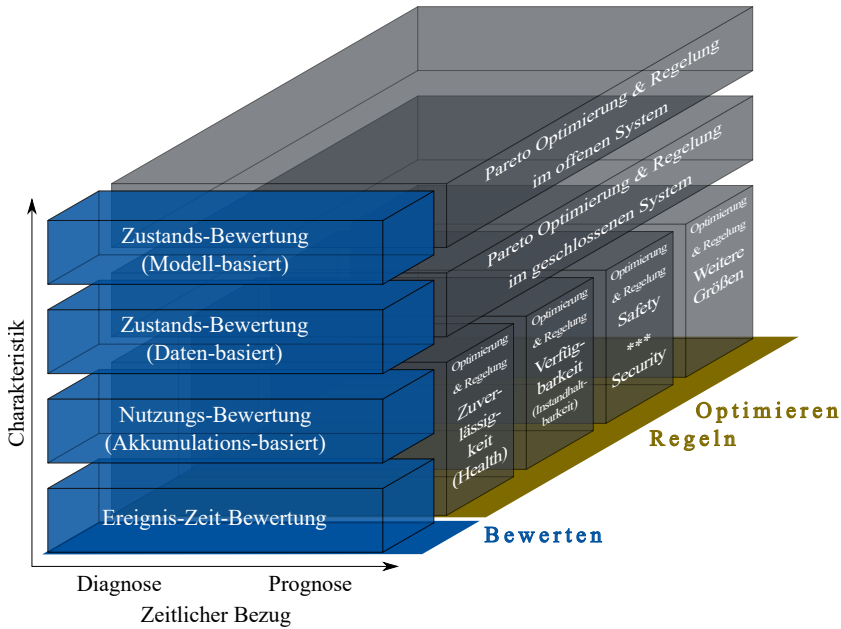 Pareto Optimierung & Regelung
im offenen System
Pareto Optimierung & Regelung
im geschlossenen System
Charakteristik
Zustands-Bewertung
(Modell-basiert)
Zustands-Bewertung
(Daten-basiert)
Nutzungs-Bewertung
(Akkumulations-basiert)
Ereignis-Zeit-Bewertung
Optimierung
& Regelung
Zuver-
lässig-
keit
(Health)
Optimierung
& Regelung
Verfüg-
barkeit
(Instandhalt-
barkeit)
Optimierung
& Regelung
Safety
***
Security
Optimierung
& Regelung
Weitere
Größen
Optimieren
Regeln
Bewerten
Diagnose
Prognose
Zeitlicher Bezug